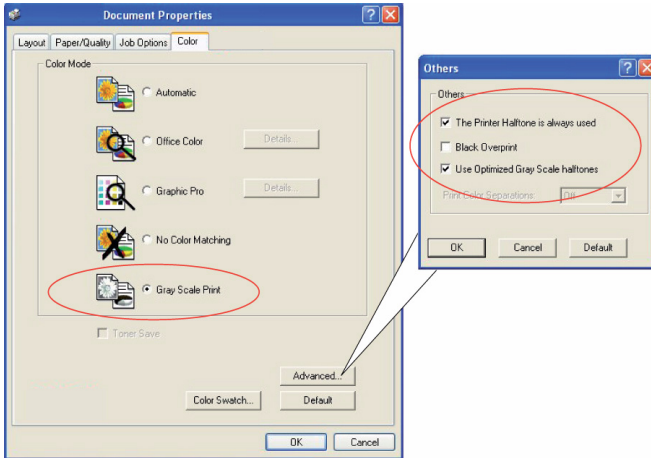 Document Properties
Layout Paper/Quality Job Options Color
Color Mode
Automatic
Office Color Details...
Graphic Pro Details...
No Color Matching
Gray Scale Print
Toner Save
Advanced...
Color Swatch... Default
OK Cancel
Others
Others
The Printer Halftone is always used
Black Overprint
Use Optimized Gray Scale halftones
Print Color Separations: Off
OK Cancel Default